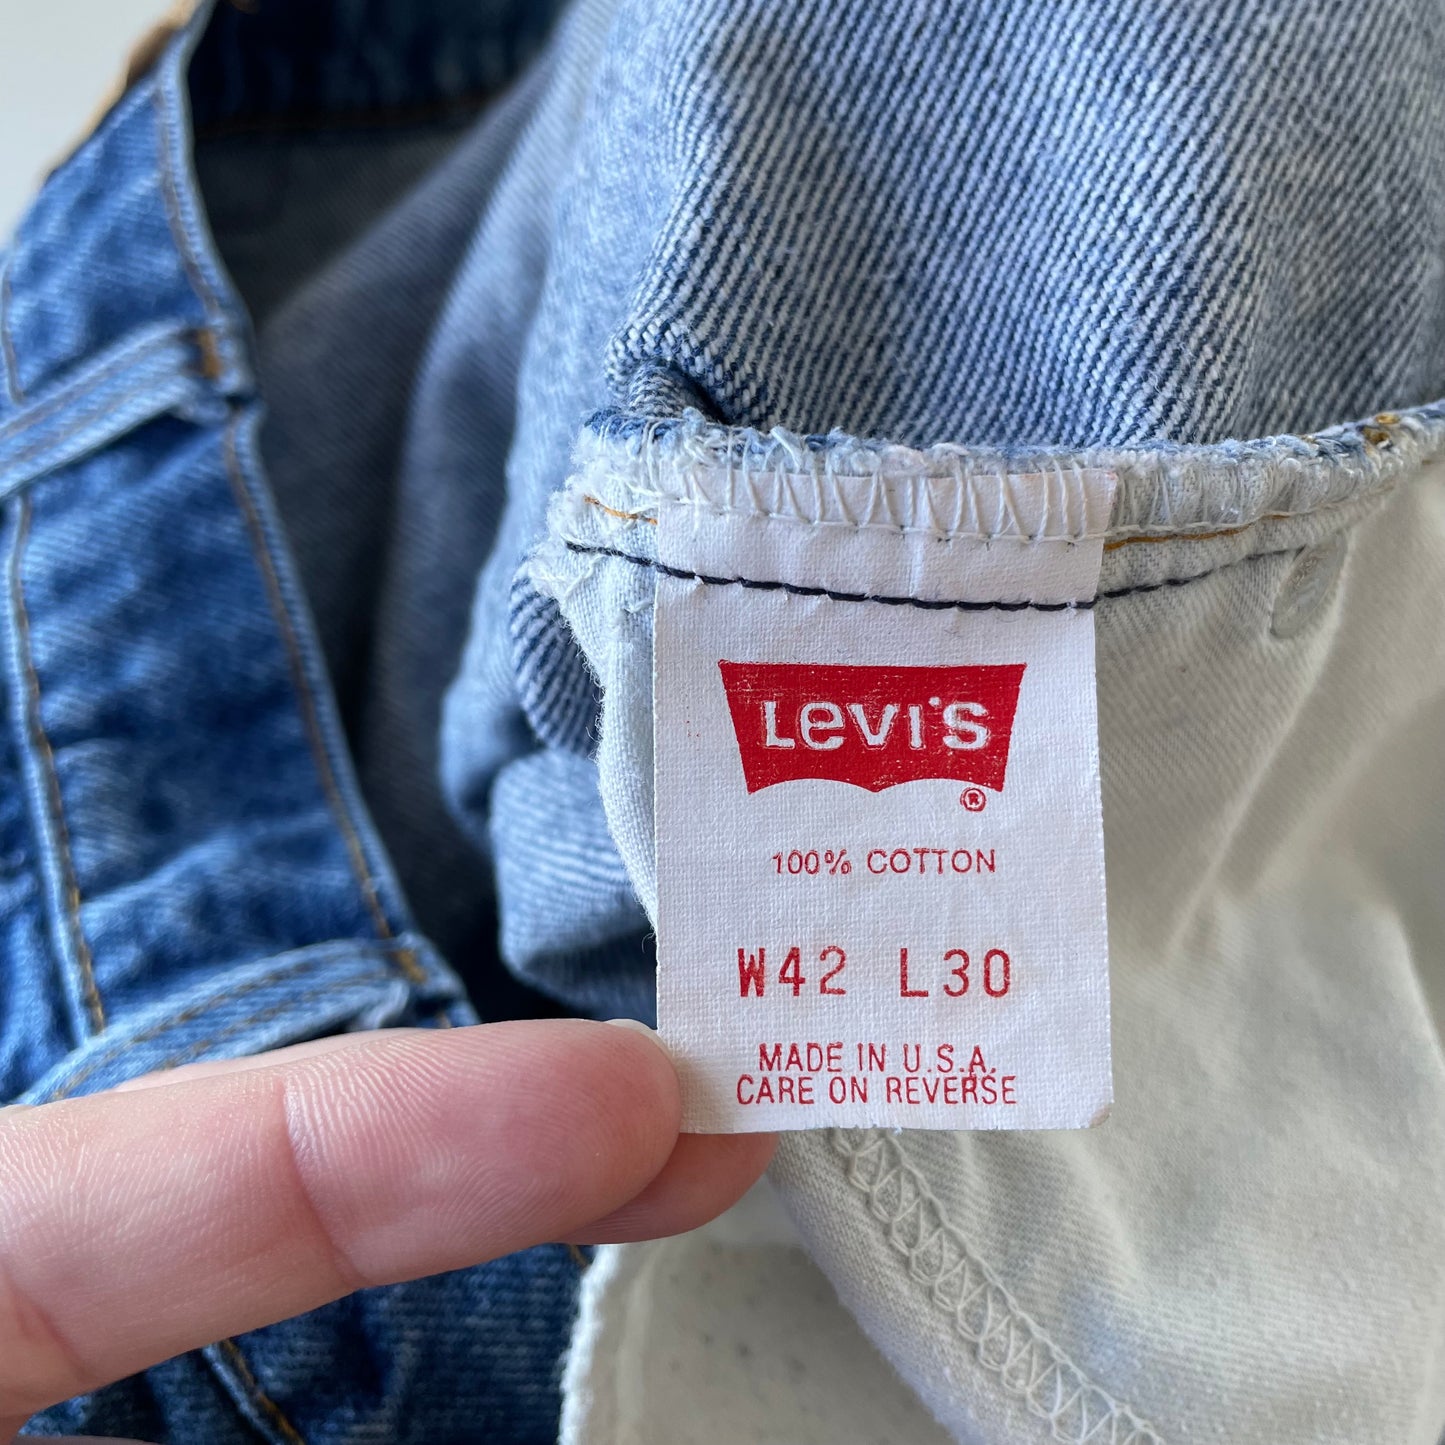 Levi's
®
100% COTTON
W42 L30
MADE IN U.S.A.
CARE ON REVERSE